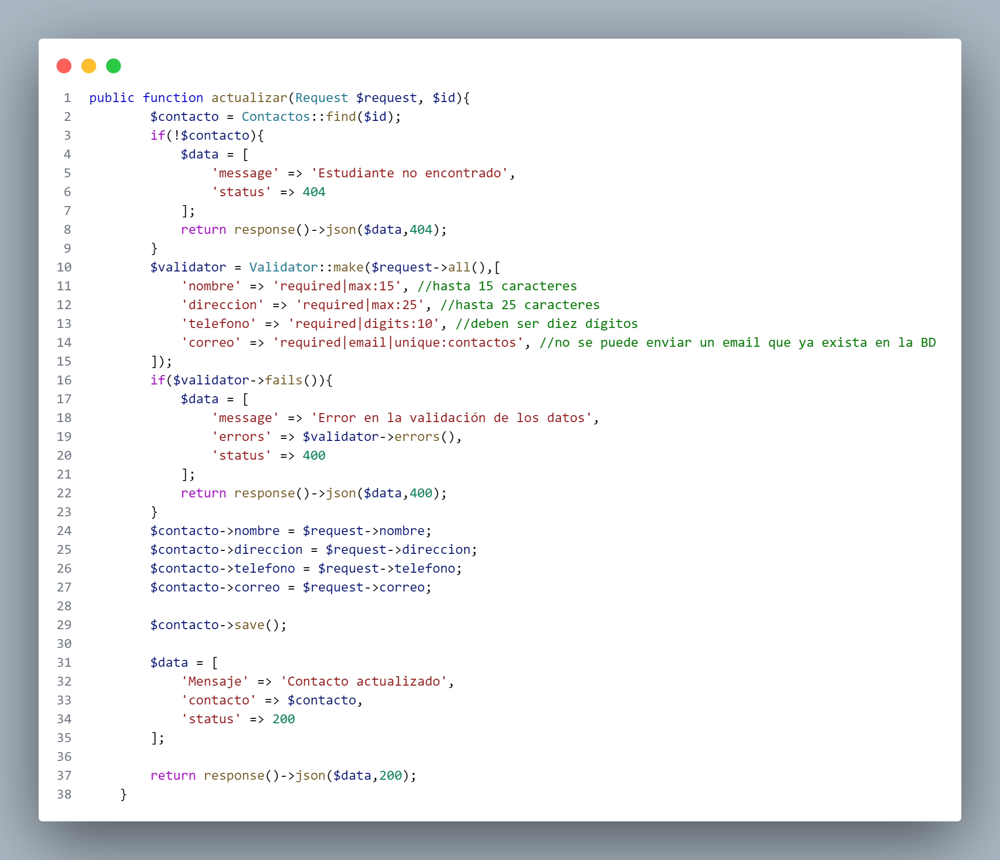 1 public function actualizar(Request $request, $id){
2 $contacto = Contactos::find($id);
3 if(!$contacto){
4 $data = [
5 'message' => 'Estudiante no encontrado',
6 'status' => 404
7 ];
8 return response()->json($data,404);
9 }
10 $validator = Validator::make($request->all(),[
11 'nombre' => 'required|max:15', //hasta 15 caracteres
12 'direccion' => 'required|max:25', //hasta 25 caracteres
13 'telefono' => 'required|digits:10', //deben ser diez dígitos
14 'correo' => 'required|email|unique:contactos', //no se puede enviar un email que ya exista en la BD
15 ]);
16 if($validator->fails()){
17 $data = [
18 'message' => 'Error en la validación de los datos',
19 'errors' => $validator->errors(),
20 'status' => 400
21 ];
22 return response()->json($data,400);
23 }
24 $contacto->nombre = $request->nombre;
25 $contacto->direccion = $request->direccion;
26 $contacto->telefono = $request->telefono;
27 $contacto->correo = $request->correo;
28
29 $contacto->save();
30
31 $data = [
32 'Mensaje' => 'Contacto actualizado',
33 'contacto' => $contacto,
34 'status' => 200
35 ];
36
37 return response()->json($data,200);
38 }